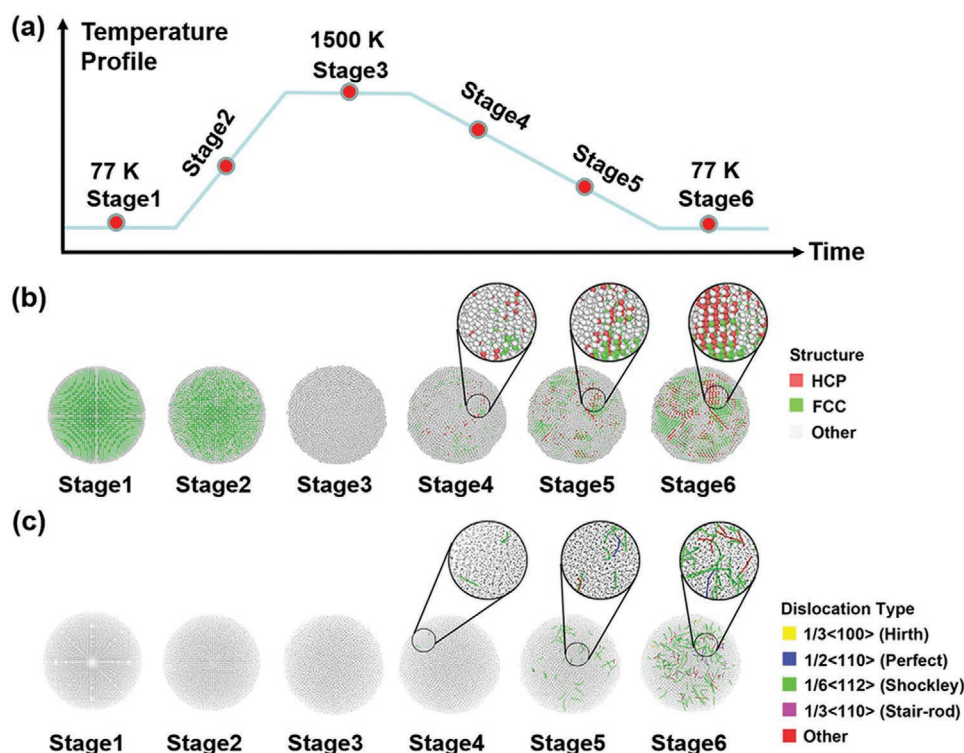 (a)
Temperature
Profile
1500 K
Stage3
Stage2
Stage4
Stage5
77 K
Stage1
77 K
Stage6
Time
(b)
Structure
HCP
FCC
Other
Stage1 Stage2 Stage3 Stage4 Stage5 Stage6
(c)
Dislocation Type
1/3<100> (Hirth)
1/2<110> (Perfect)
1/6<112> (Shockley)
1/3<110> (Stair-rod)
Other
Stage1 Stage2 Stage3 Stage4 Stage5 Stage6